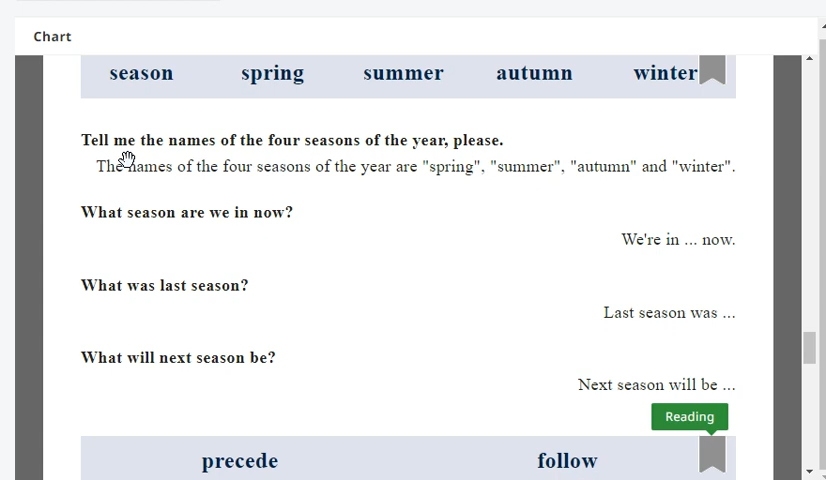 Chart
season spring summer autumn winter
Tell me the names of the four seasons of the year, please.
The names of the four seasons of the year are "spring", "summer", "autumn" and "winter".
What season are we in now?
We're in ... now.
What was last season?
Last season was ...
What will next season be?
Next season will be ...
Reading
precede follow